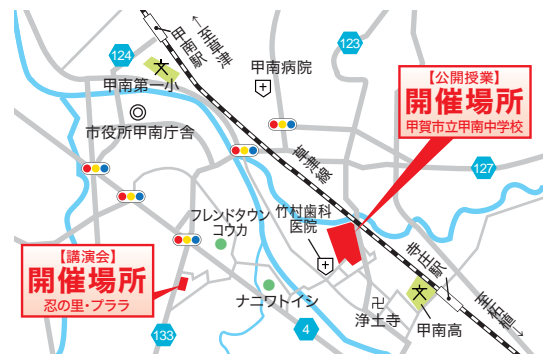 ←至草津
甲南駅
124
123
甲南病院
甲南第一小
市役所甲南庁舎
【公開授業】
開催場所
甲賀市立甲南中学校
草津線
127
竹村歯科
医院
フレンドタウン
コウカ
寺庄駅
【講演会】
開催場所
忍の里・プララ
ナニワトイシ
卍
浄土寺
甲南高
至柘植→
133
4